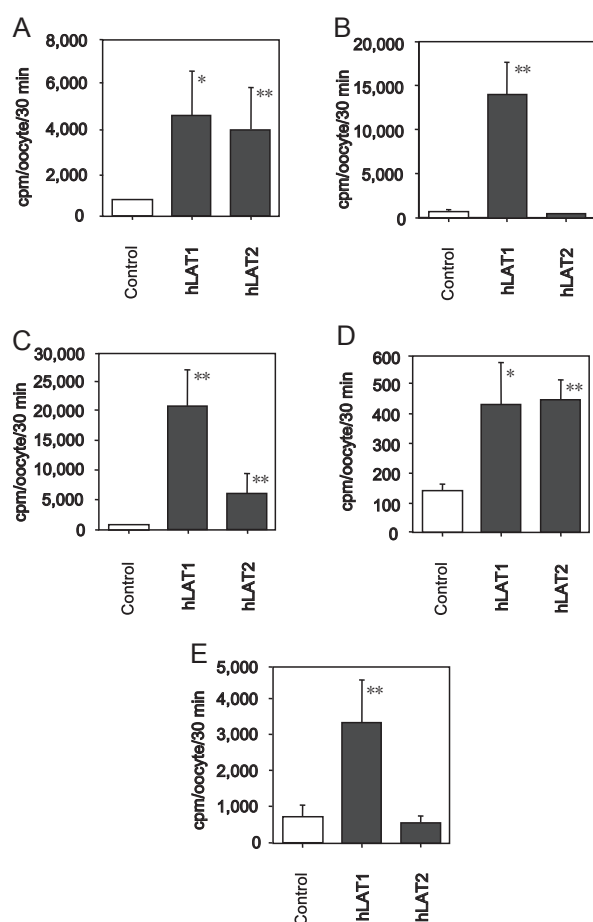 A
8,000
6,000
4,000
2,000
0
cpm/oocyte/30 min
*
**
Control
hLAT1
hLAT2
B
20,000
15,000
10,000
5,000
0
cpm/oocyte/30 min
**
Control
hLAT1
hLAT2
C
30,000
25,000
20,000
15,000
10,000
5,000
0
cpm/oocyte/30 min
**
**
Control
hLAT1
hLAT2
D
600
500
400
300
200
100
0
cpm/oocyte/30 min
*
**
Control
hLAT1
hLAT2
E
5,000
4,000
3,000
2,000
1,000
0
cpm/oocyte/30 min
**
Control
hLAT1
hLAT2